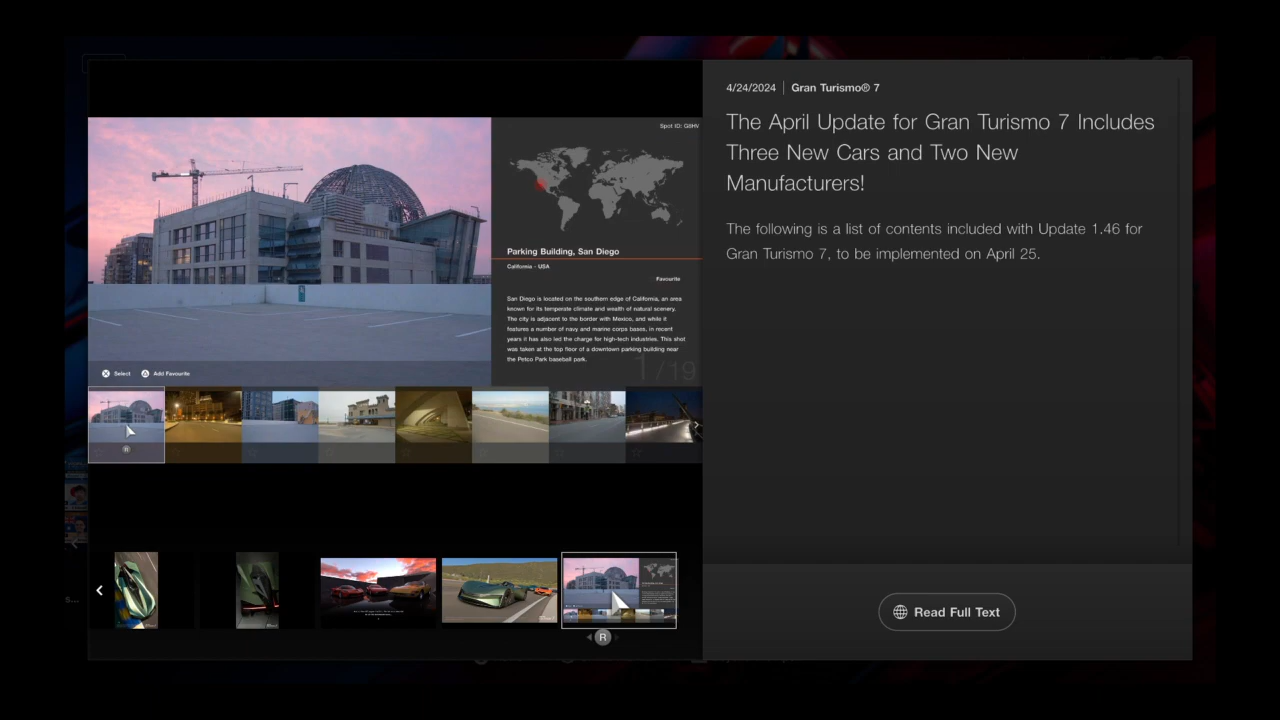 4/24/2024 | Gran Turismo® 7
The April Update for Gran Turismo 7 Includes
Three New Cars and Two New
Manufacturers!
The following is a list of contents included with Update 1.46 for
Gran Turismo 7, to be implemented on April 25.
Spot ID: G8HV
Parking Building, San Diego
California - USA
Favourite
San Diego is located on the southern edge of California, an area
known for its temperate climate and wealth of natural scenery.
The city is adjacent to the border with Mexico, and while it
features a number of navy and marine corps bases, in recent
years it has also led the charge for high-tech industries. This shot
was taken at the top floor of a downtown parking building near
the Petco Park baseball park.
1/19
Select
Add Favourite
R
R
Read Full Text